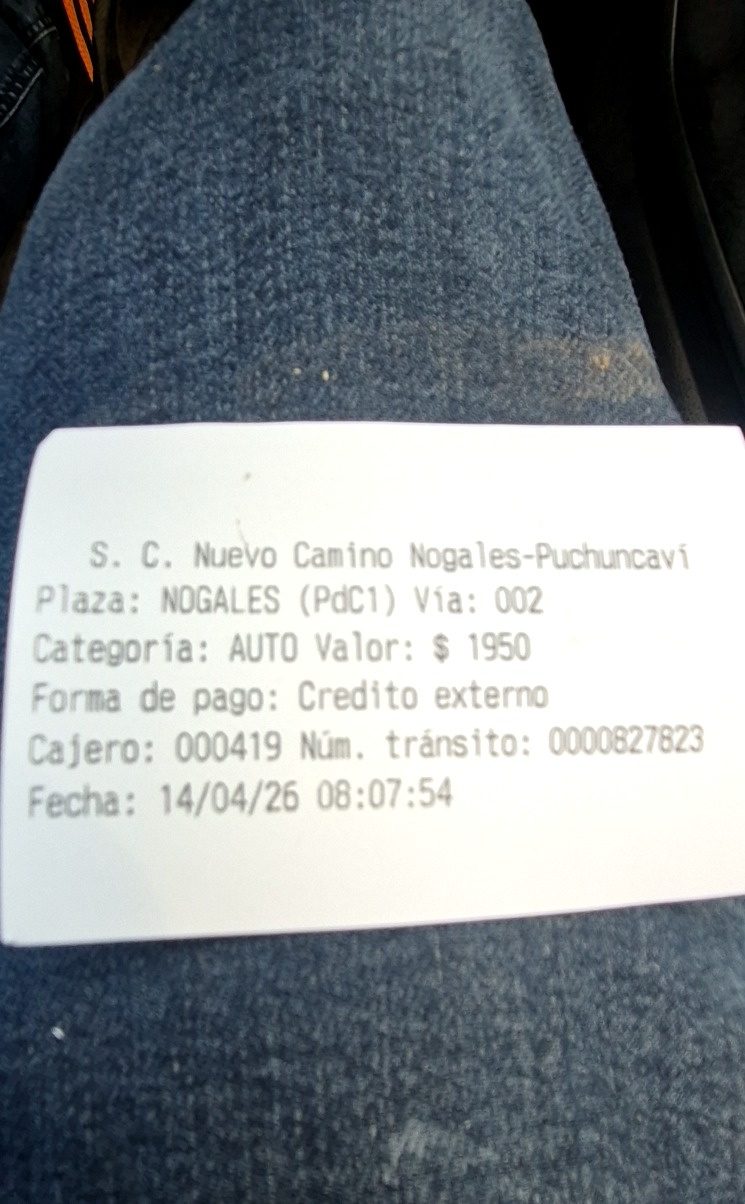 S. C. Nuevo Camino Nogales-Puchuncaví
Plaza: NOGALES (PdC1) Vía: 002
Categoría: AUTO Valor: $ 1950
Forma de pago: Credito externo
Cajero: 000419 Núm. tránsito: 0000827823
Fecha: 14/04/26 08:07:54